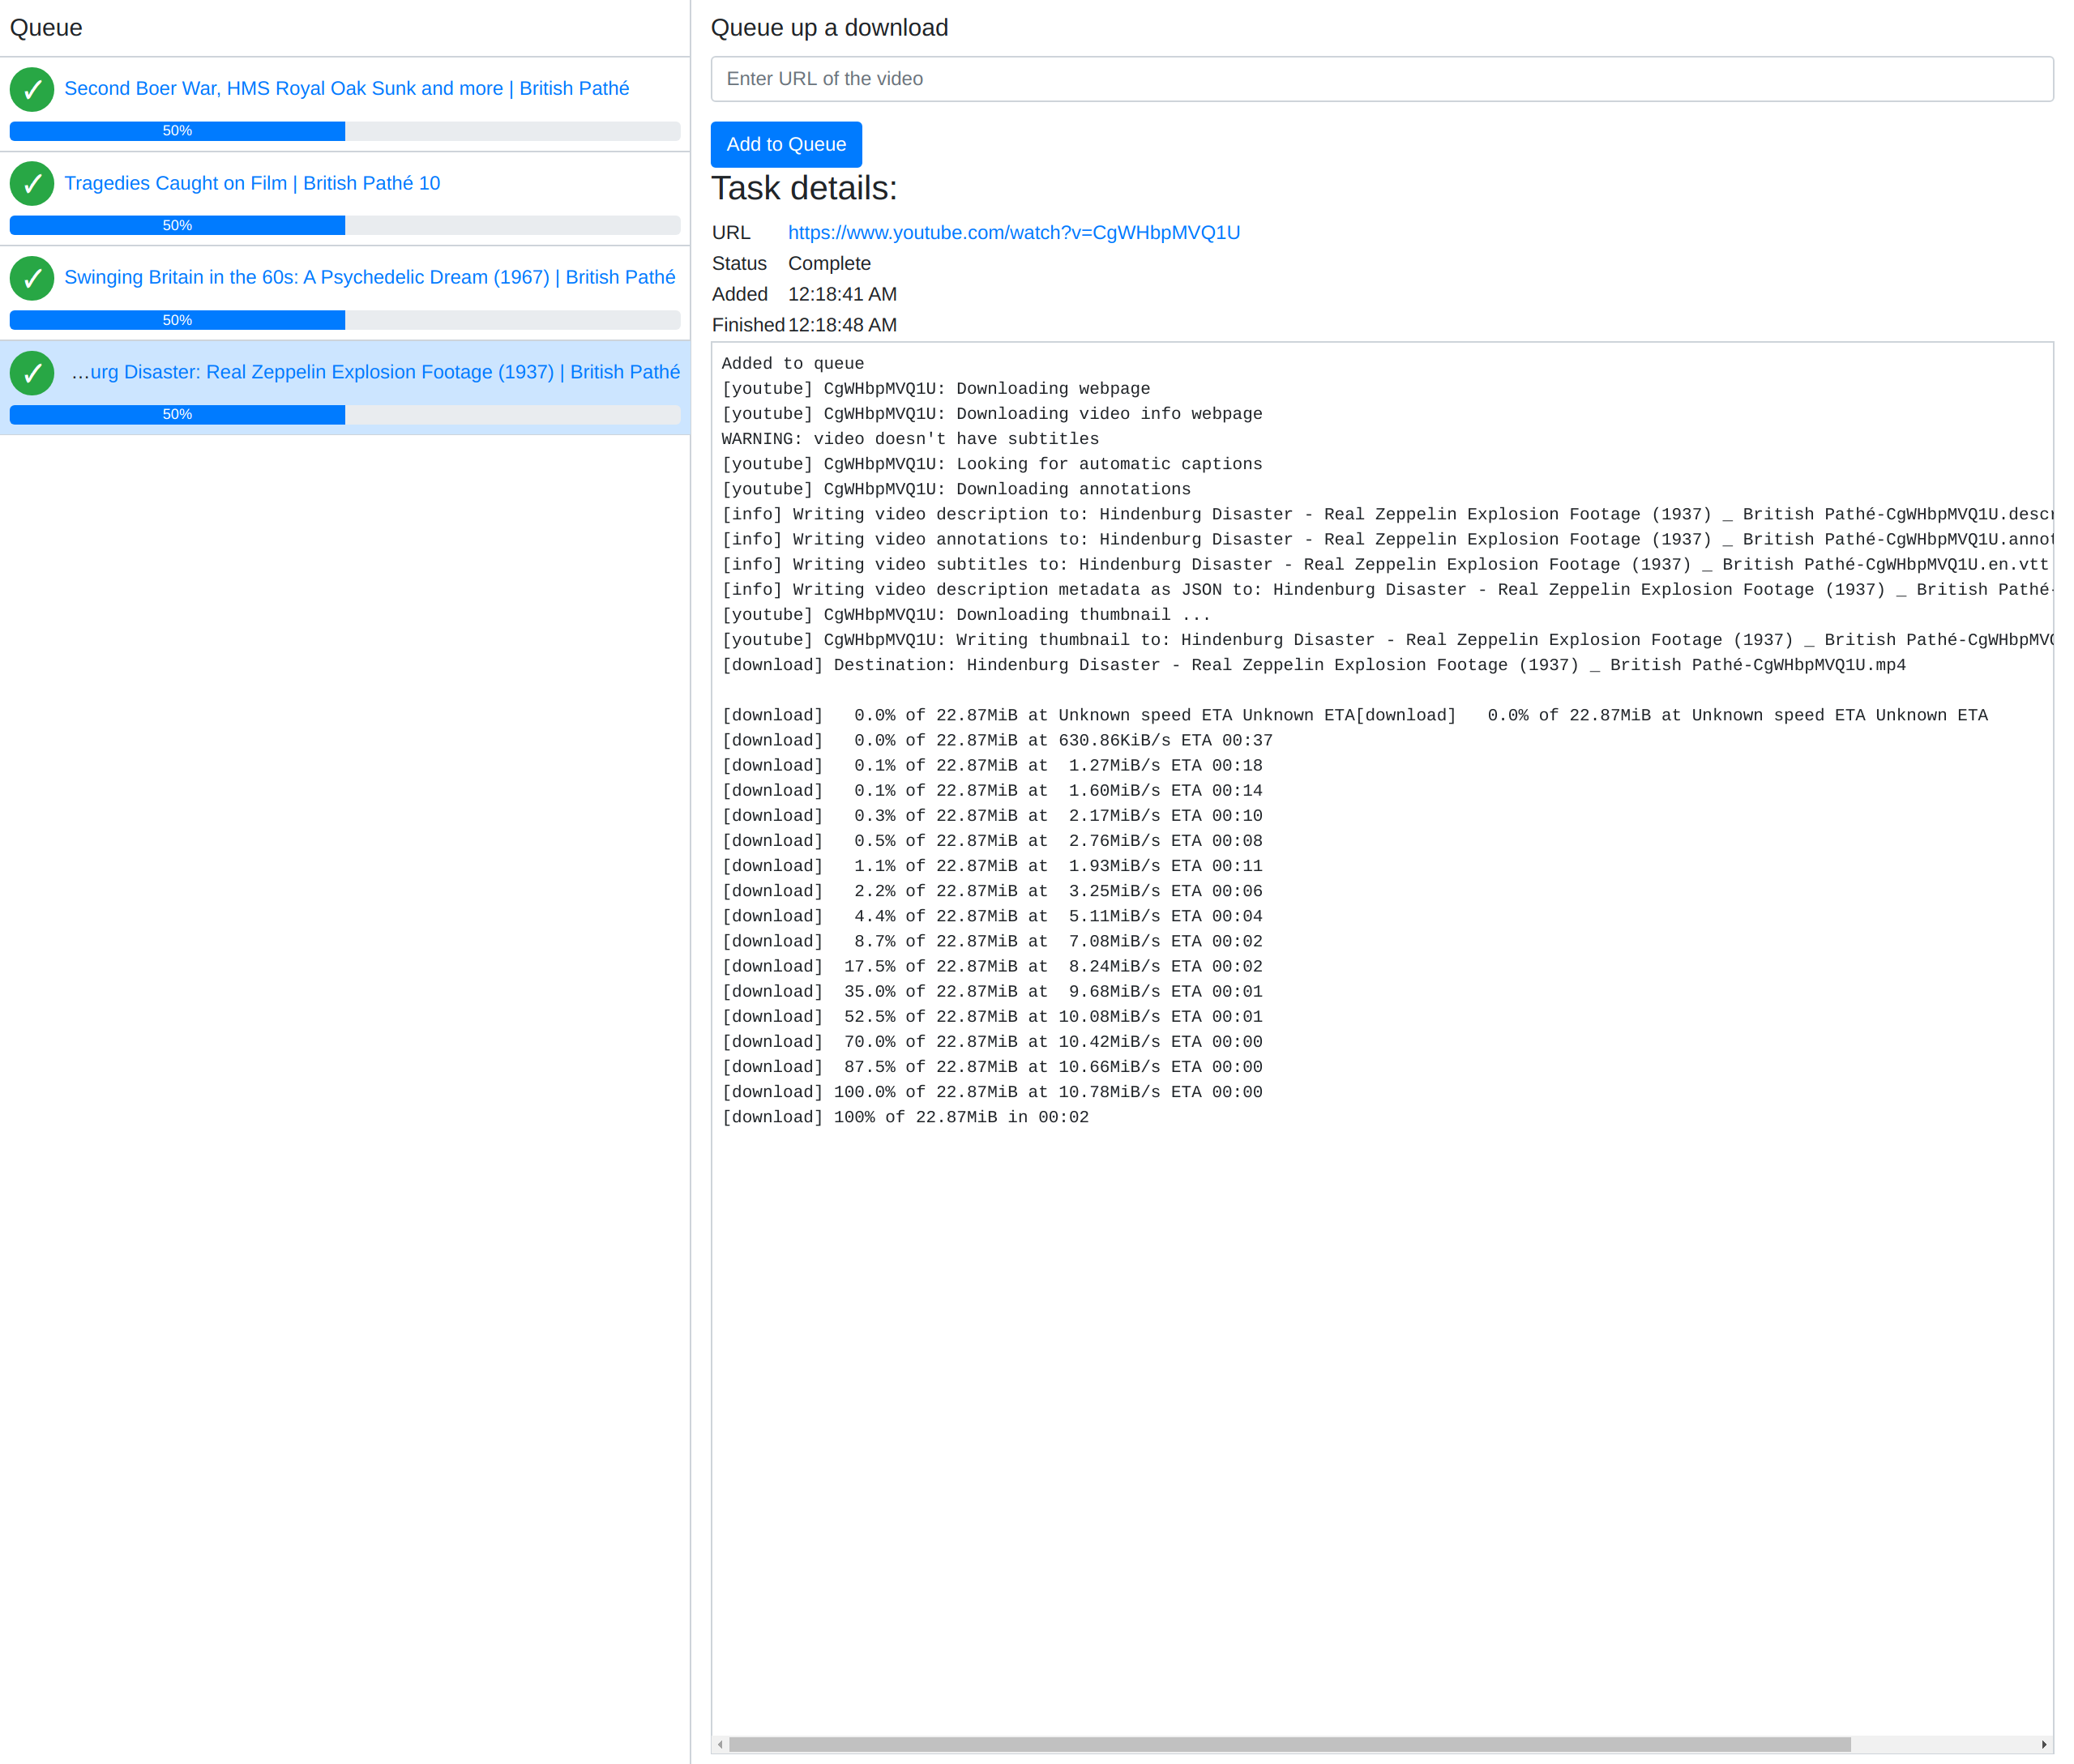 Queue
✓ Second Boer War, HMS Royal Oak Sunk and more | British Pathé
50%
✓ Tragedies Caught on Film | British Pathé 10
50%
✓ Swinging Britain in the 60s: A Psychedelic Dream (1967) | British Pathé
50%
✓ …urg Disaster: Real Zeppelin Explosion Footage (1937) | British Pathé
50%
Queue up a download
Enter URL of the video
Add to Queue
Task details:
URL https://www.youtube.com/watch?v=CgWHbpMVQ1U
Status Complete
Added 12:18:41 AM
Finished 12:18:48 AM
Added to queue
[youtube] CgWHbpMVQ1U: Downloading webpage
[youtube] CgWHbpMVQ1U: Downloading video info webpage
WARNING: video doesn't have subtitles
[youtube] CgWHbpMVQ1U: Looking for automatic captions
[youtube] CgWHbpMVQ1U: Downloading annotations
[info] Writing video description to: Hindenburg Disaster - Real Zeppelin Explosion Footage (1937) _ British Pathé-CgWHbpMVQ1U.descr
[info] Writing video annotations to: Hindenburg Disaster - Real Zeppelin Explosion Footage (1937) _ British Pathé-CgWHbpMVQ1U.annot
[info] Writing video subtitles to: Hindenburg Disaster - Real Zeppelin Explosion Footage (1937) _ British Pathé-CgWHbpMVQ1U.en.vtt
[info] Writing video description metadata as JSON to: Hindenburg Disaster - Real Zeppelin Explosion Footage (1937) _ British Pathé-
[youtube] CgWHbpMVQ1U: Downloading thumbnail ...
[youtube] CgWHbpMVQ1U: Writing thumbnail to: Hindenburg Disaster - Real Zeppelin Explosion Footage (1937) _ British Pathé-CgWHbpMVQ
[download] Destination: Hindenburg Disaster - Real Zeppelin Explosion Footage (1937) _ British Pathé-CgWHbpMVQ1U.mp4
[download]   0.0% of 22.87MiB at Unknown speed ETA Unknown ETA[download]   0.0% of 22.87MiB at Unknown speed ETA Unknown ETA
[download]   0.0% of 22.87MiB at 630.86KiB/s ETA 00:37
[download]   0.1% of 22.87MiB at  1.27MiB/s ETA 00:18
[download]   0.1% of 22.87MiB at  1.60MiB/s ETA 00:14
[download]   0.3% of 22.87MiB at  2.17MiB/s ETA 00:10
[download]   0.5% of 22.87MiB at  2.76MiB/s ETA 00:08
[download]   1.1% of 22.87MiB at  1.93MiB/s ETA 00:11
[download]   2.2% of 22.87MiB at  3.25MiB/s ETA 00:06
[download]   4.4% of 22.87MiB at  5.11MiB/s ETA 00:04
[download]   8.7% of 22.87MiB at  7.08MiB/s ETA 00:02
[download]  17.5% of 22.87MiB at  8.24MiB/s ETA 00:02
[download]  35.0% of 22.87MiB at  9.68MiB/s ETA 00:01
[download]  52.5% of 22.87MiB at 10.08MiB/s ETA 00:01
[download]  70.0% of 22.87MiB at 10.42MiB/s ETA 00:00
[download]  87.5% of 22.87MiB at 10.66MiB/s ETA 00:00
[download] 100.0% of 22.87MiB at 10.78MiB/s ETA 00:00
[download] 100% of 22.87MiB in 00:02